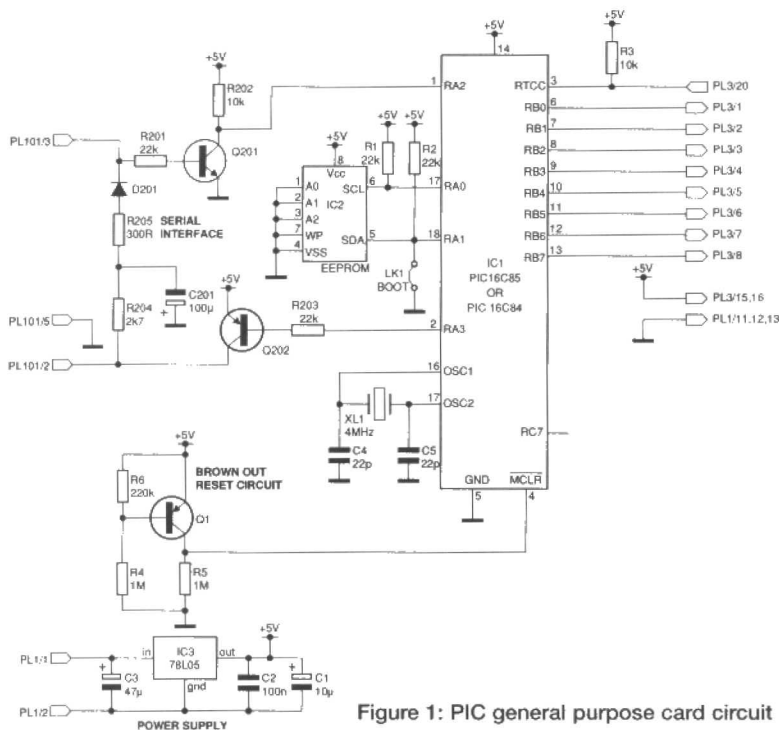 +5V
14
+5V
R3
10k
+5V
R202
10k
1
RA2
RTCC
3
PL3/20
RB0
6
PL3/1
RB1
7
PL3/2
RB2
8
PL3/3
RB3
9
PL3/4
RB4
10
PL3/5
RB5
11
PL3/6
RB6
12
PL3/7
RB7
13
PL3/8
PL101/3
R201
22k
Q201
+5V
+5V
+5V
R1
22k
R2
22k
D201
8
Vcc
1
A0
2
A1
3
A2
7
WP
4
VSS
IC2
SCL
6
17
RA0
SDA
5
18
RA1
EEPROM
R205
300R
SERIAL
INTERFACE
LK1
BOOT
IC1
PIC16C85
OR
PIC 16C84
+5V
PL3/15,16
PL1/11,12,13
C201
100µ
+
R204
2k7
+5V
PL101/5
R203
22k
2
RA3
Q202
PL101/2
16
OSC1
17
OSC2
XL1
4MHz
C4
22p
C5
22p
RC7
GND
5
MCLR
4
+5V
BROWN OUT
RESET CIRCUIT
R6
220k
Q1
R4
1M
R5
1M
+5V
PL1/1
in
IC3
78L05
out
gnd
+
C3
47µ
C2
100n
+
C1
10µ
PL1/2
POWER SUPPLY
Figure 1: PIC general purpose card circuit